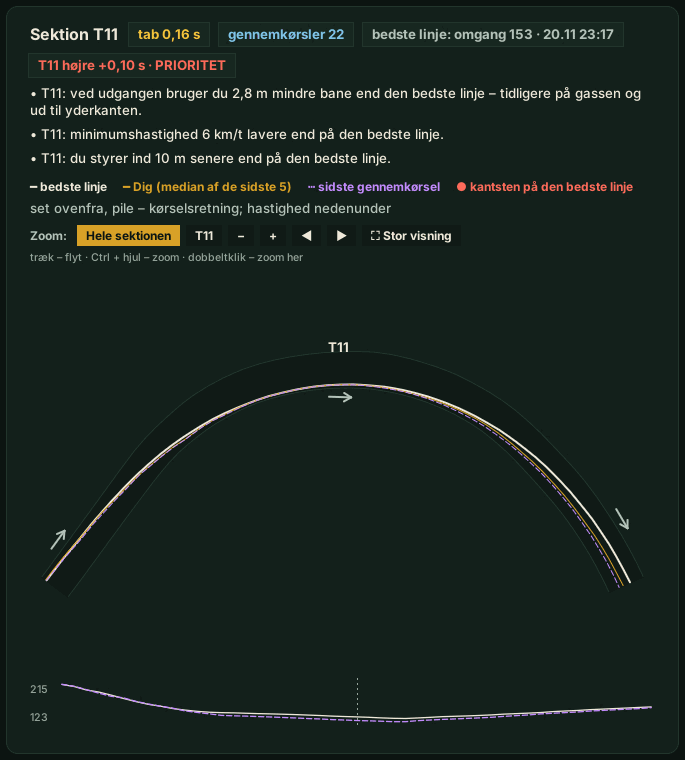 Sektion T11 tab 0,16 s gennemkørsler 22 bedste linje: omgang 153 · 20.11 23:17
T11 højre +0,10 s · PRIORITET
• T11: ved udgangen bruger du 2,8 m mindre bane end den bedste linje – tidligere på gassen og
ud til yderkanten.
• T11: minimumshastighed 6 km/t lavere end på den bedste linje.
• T11: du styrer ind 10 m senere end på den bedste linje.
━ bedste linje ━ Dig (median af de sidste 5) ┅ sidste gennemkørsel ● kantsten på den bedste linje
set ovenfra, pile – kørselsretning; hastighed nedenunder
Zoom: Hele sektionen T11 − + ◀ ▶ ⛶ Stor visning
træk – flyt · Ctrl + hjul – zoom · dobbeltklik – zoom her
T11
215
123